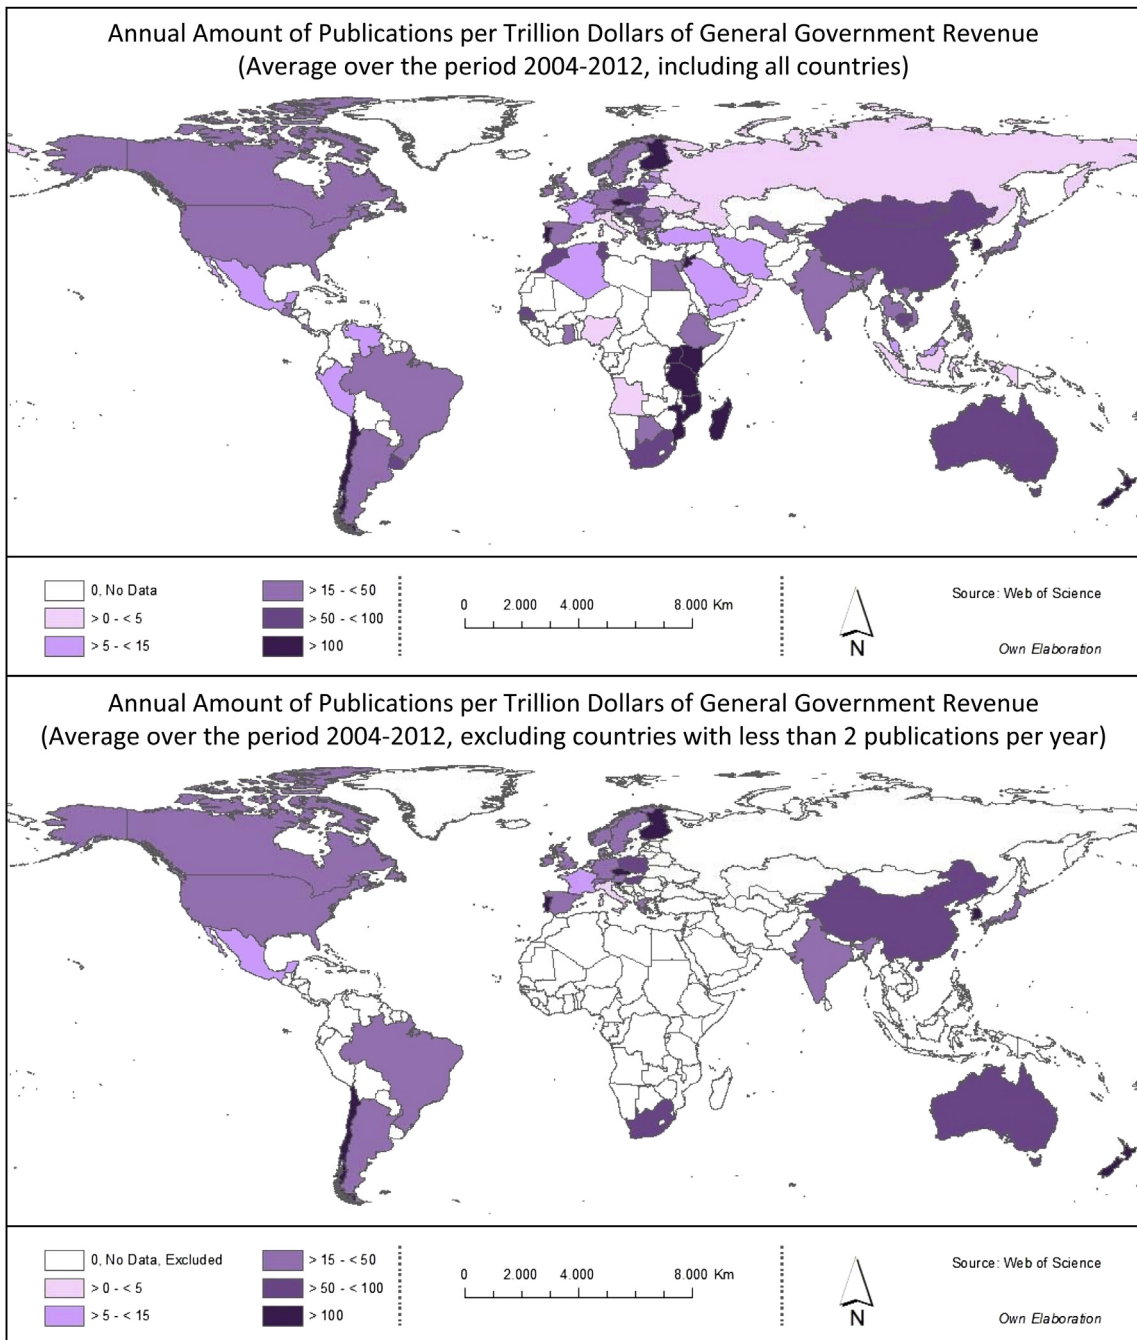 Annual Amount of Publications per Trillion Dollars of General Government Revenue
(Average over the period 2004-2012, including all countries)
0, No Data
> 0 - < 5
> 5 - < 15
> 15 - < 50
> 50 - < 100
> 100
0 2.000 4.000 8.000 Km
N
Source: Web of Science
Own Elaboration
Annual Amount of Publications per Trillion Dollars of General Government Revenue
(Average over the period 2004-2012, excluding countries with less than 2 publications per year)
0, No Data, Excluded
> 0 - < 5
> 5 - < 15
> 15 - < 50
> 50 - < 100
> 100
0 2.000 4.000 8.000 Km
N
Source: Web of Science
Own Elaboration